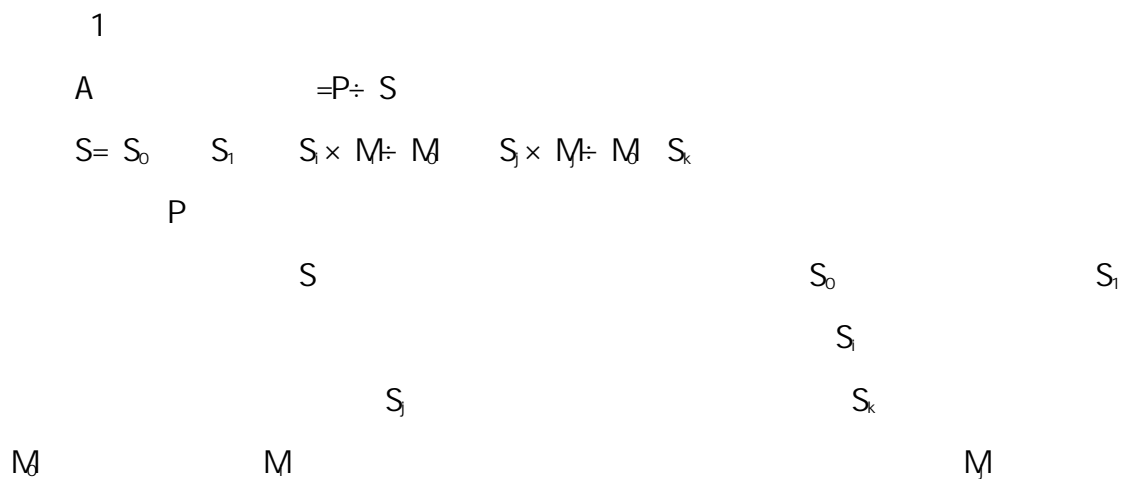 1
A =P÷ S
S= S₀ S₁ Sᵢ× Mᵢ÷ M₀ Sⱼ× Mⱼ÷ M₀ Sₖ
P
S S₀ S₁
Sᵢ
Sⱼ Sₖ
M₀ Mᵢ Mⱼ